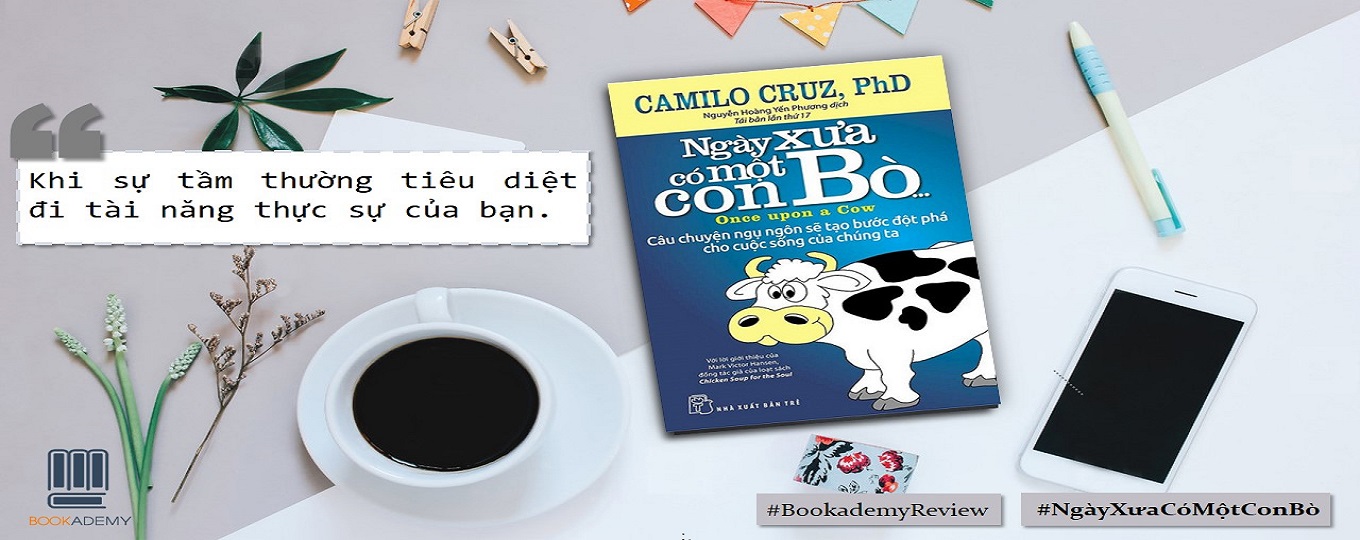 Khi sự tầm thường tiêu diệt
đi tài năng thực sự của bạn.
CAMILO CRUZ, PhD
Nguyễn Hoàng Yến Phương dịch
Tái bản lần thứ 17
Ngày xưa
có một
con Bò...
Once upon a Cow
Câu chuyện ngụ ngôn sẽ tạo bước đột phá
cho cuộc sống của chúng ta
Với lời giới thiệu của
Mark Victor Hansen,
đồng tác giả của loạt sách
Chicken Soup for the Soul
NHÀ XUẤT BẢN TRẺ
BOOKADEMY
#BookademyReview
#NgàyXưaCóMộtConBò